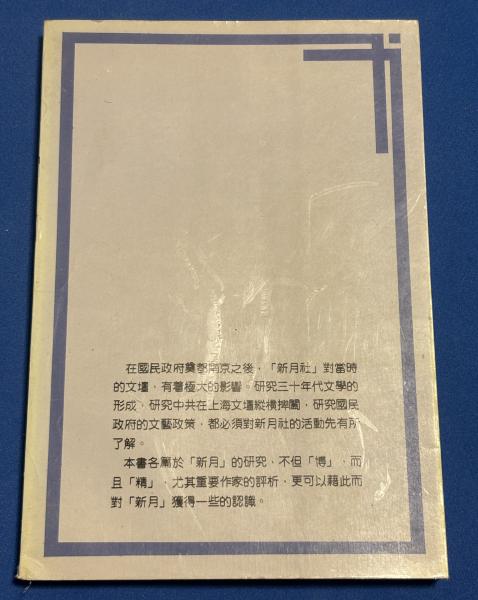 在國民政府奠都南京之後，「新月社」對當時
的文壇，有着極大的影響。研究三十年代文學的
形成，研究中共在上海文壇縱橫捭闔，研究國民
政府的文藝政策，都必須對新月社的活動先有所
了解。
本書各屬於「新月」的研究，不但「博」，而
且「精」，尤其重要作家的評析，更可以藉此而
對「新月」獲得一些的認識。